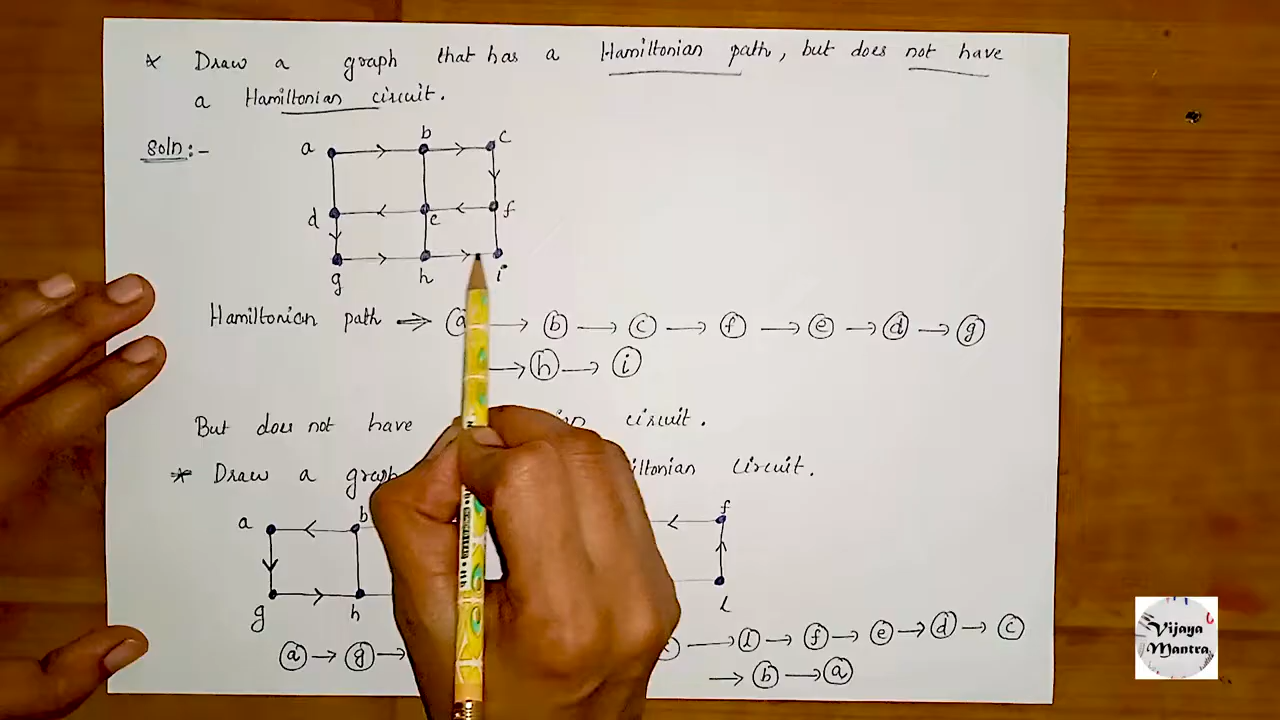 * Draw a graph that has a Hamiltonian path, but does not have
a Hamiltonian circuit.
Soln:-
a b c
d e f
g h i
Hamiltonian path ⇒ a → b → c → f → e → d → g
→ h → i
But does not have circuit.
* Draw a graph Hamiltonian circuit.
a b f
g h l
a → g → → l → f → e → d → c
→ b → a
Vijaya
Mantra